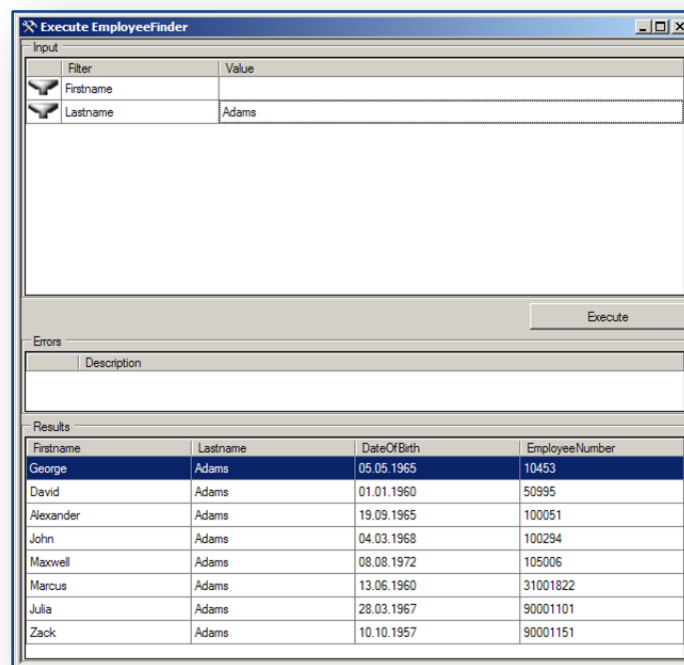 Execute EmployeeFinder
Input
Filter Value
Firstname
Lastname Adams
Execute
Errors
Description
Results
Firstname Lastname DateOfBirth EmployeeNumber
George Adams 05.05.1965 10453
David Adams 01.01.1960 50995
Alexander Adams 19.09.1965 100051
John Adams 04.03.1968 100294
Maxwell Adams 08.08.1972 105006
Marcus Adams 13.06.1960 31001822
Julia Adams 28.03.1967 90001101
Zack Adams 10.10.1957 90001151